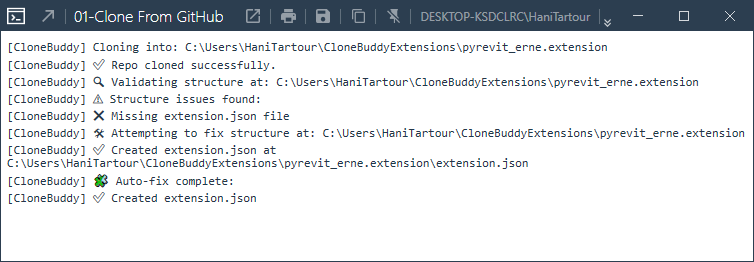 01-Clone From GitHub
DESKTOP-KSDCLRC\HaniTartour
[CloneBuddy] Cloning into: C:\Users\HaniTartour\CloneBuddyExtensions\pyrevit_erne.extension
[CloneBuddy] ✅ Repo cloned successfully.
[CloneBuddy] 🔍 Validating structure at: C:\Users\HaniTartour\CloneBuddyExtensions\pyrevit_erne.extension
[CloneBuddy] ⚠ Structure issues found:
[CloneBuddy] ❌ Missing extension.json file
[CloneBuddy] 🛠 Attempting to fix structure at: C:\Users\HaniTartour\CloneBuddyExtensions\pyrevit_erne.extension
[CloneBuddy] ✅ Created extension.json at
C:\Users\HaniTartour\CloneBuddyExtensions\pyrevit_erne.extension\extension.json
[CloneBuddy] 🧩 Auto-fix complete:
[CloneBuddy] ✅ Created extension.json